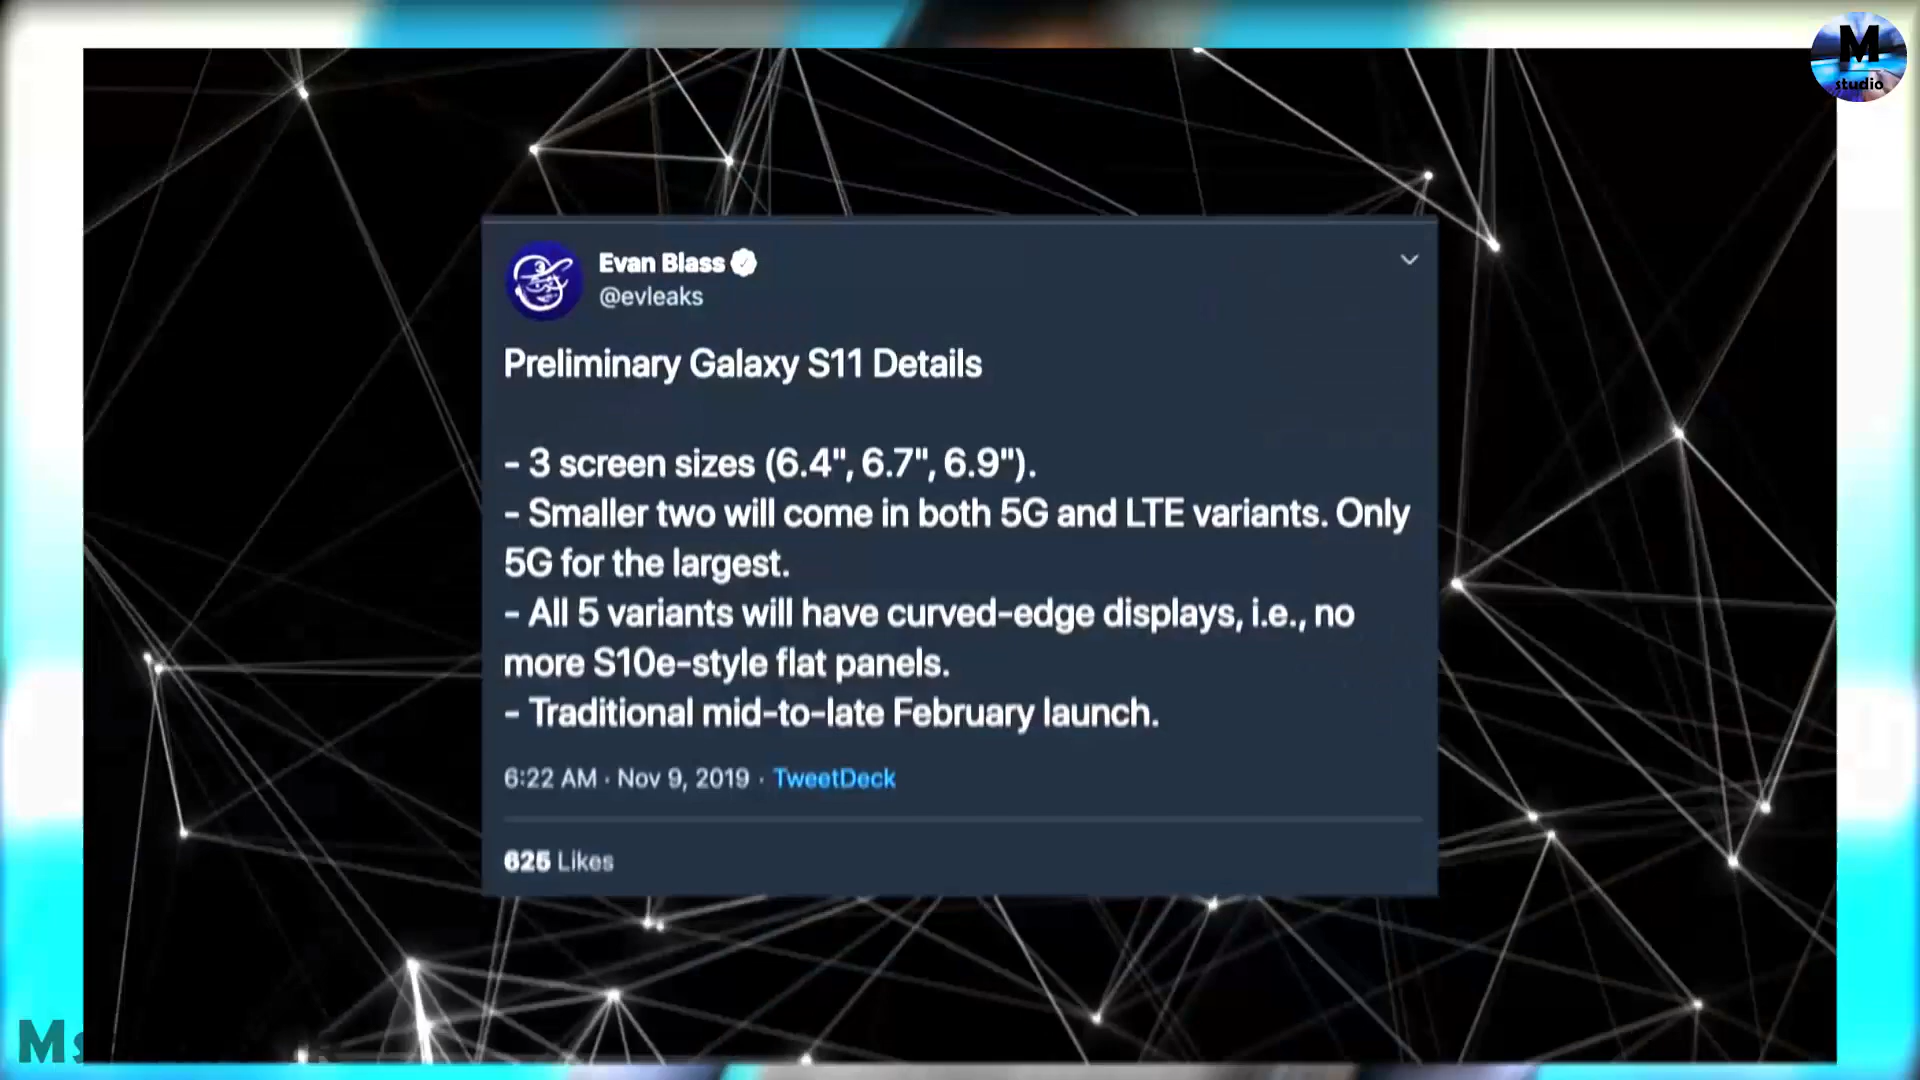 M
studio
Evan Blass
@evleaks
Preliminary Galaxy S11 Details
- 3 screen sizes (6.4", 6.7", 6.9").
- Smaller two will come in both 5G and LTE variants. Only
5G for the largest.
- All 5 variants will have curved-edge displays, i.e., no
more S10e-style flat panels.
- Traditional mid-to-late February launch.
6:22 AM · Nov 9, 2019 · TweetDeck
625 Likes